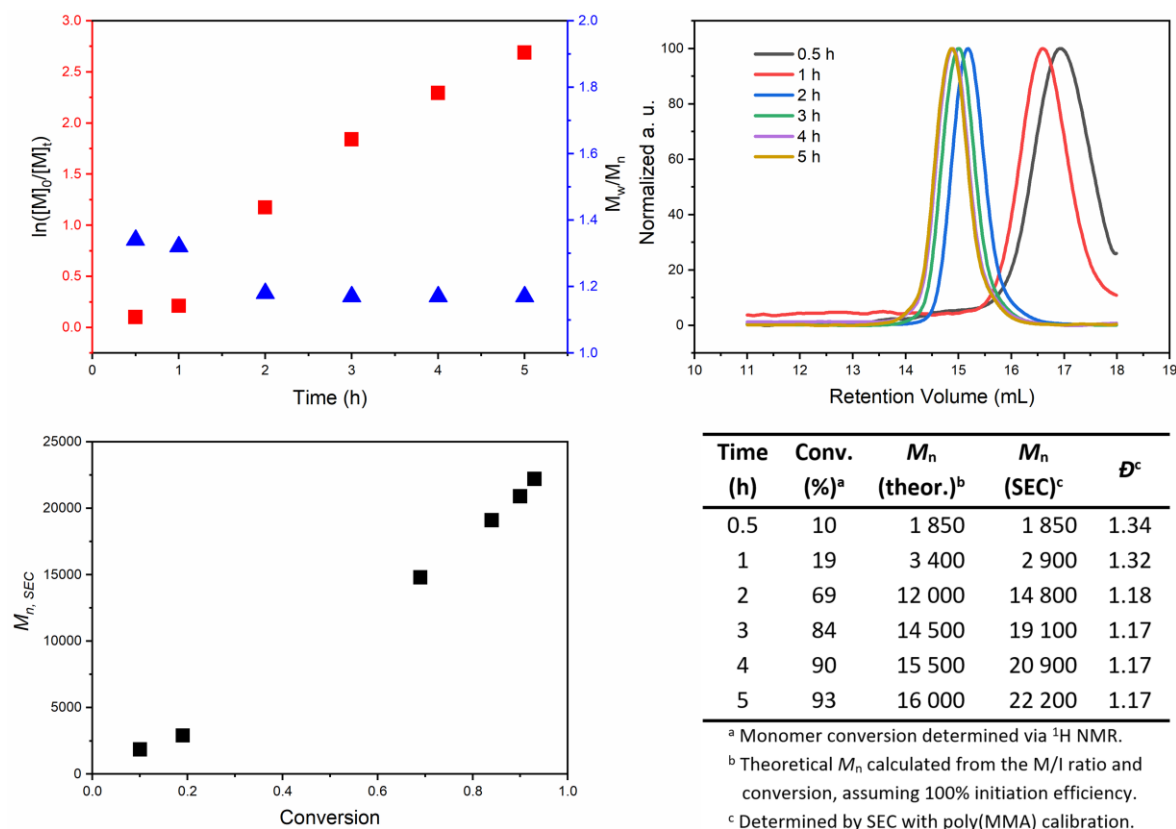 3.0
2.5
2.0
1.5
1.0
0.5
0.0
ln([M]₀/[M]ₜ)
2.0
1.8
1.6
1.4
1.2
1.0
M_w/M_n
0 1 2 3 4 5
Time (h)
100
80
60
40
20
0
Normalized a. u.
0.5 h
1 h
2 h
3 h
4 h
5 h
10 11 12 13 14 15 16 17 18 19
Retention Volume (mL)
25000
20000
15000
10000
5000
0
M_n, SEC
0.0 0.2 0.4 0.6 0.8 1.0
Conversion
Time (h) Conv. (%)ᵃ Mₙ (theor.)ᵇ Mₙ (SEC)ᶜ Đᶜ
0.5 10 1 850 1 850 1.34
1 19 3 400 2 900 1.32
2 69 12 000 14 800 1.18
3 84 14 500 19 100 1.17
4 90 15 500 20 900 1.17
5 93 16 000 22 200 1.17
ᵃ Monomer conversion determined via ¹H NMR.
ᵇ Theoretical Mₙ calculated from the M/I ratio and
conversion, assuming 100% initiation efficiency.
ᶜ Determined by SEC with poly(MMA) calibration.